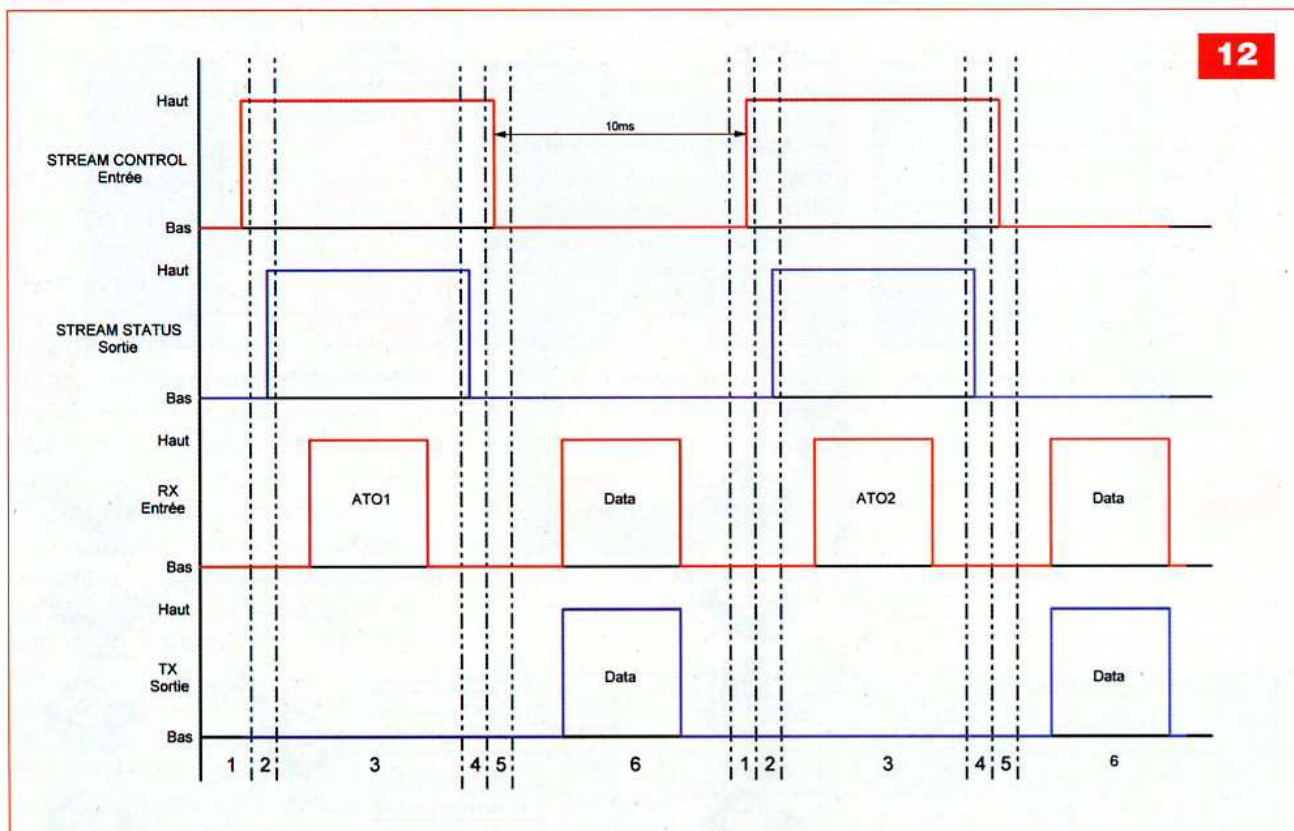 12
Haut
10ms
STREAM CONTROL
Entrée
Bas
Haut
STREAM STATUS
Sortie
Bas
Haut
RX
Entrée
ATO1
Data
ATO2
Data
Bas
Haut
TX
Sortie
Data
Data
Bas
1 2 3 4 5 6 1 2 3 4 5 6